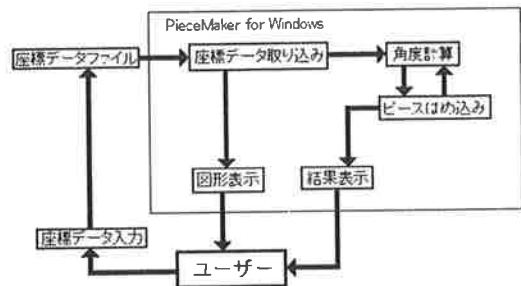 PieceMaker for Windows
座標データファイル
座標データ取り込み
角度計算
ピースはめ込み
図形表示
結果表示
座標データ入力
ユーザー